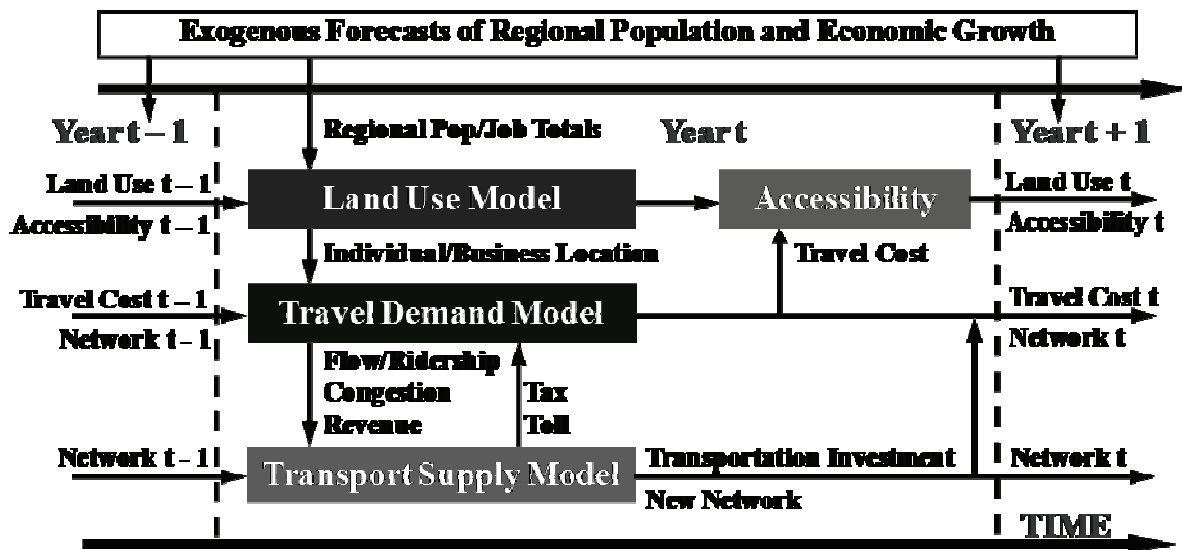 Exogenous Forecasts of Regional Population and Economic Growth
Year t – 1
Regional Pop/Job Totals
Year t
Year t + 1
Land Use t – 1
Accessibility t – 1
Land Use Model
Accessibility
Land Use t
Accessibility t
Individual/Business Location
Travel Cost
Travel Cost t – 1
Network t – 1
Travel Demand Model
Travel Cost t
Network t
Flow/Ridership
Congestion
Revenue
Tax
Toll
Network t - 1
Transport Supply Model
Transportation Investment
New Network
Network t
TIME